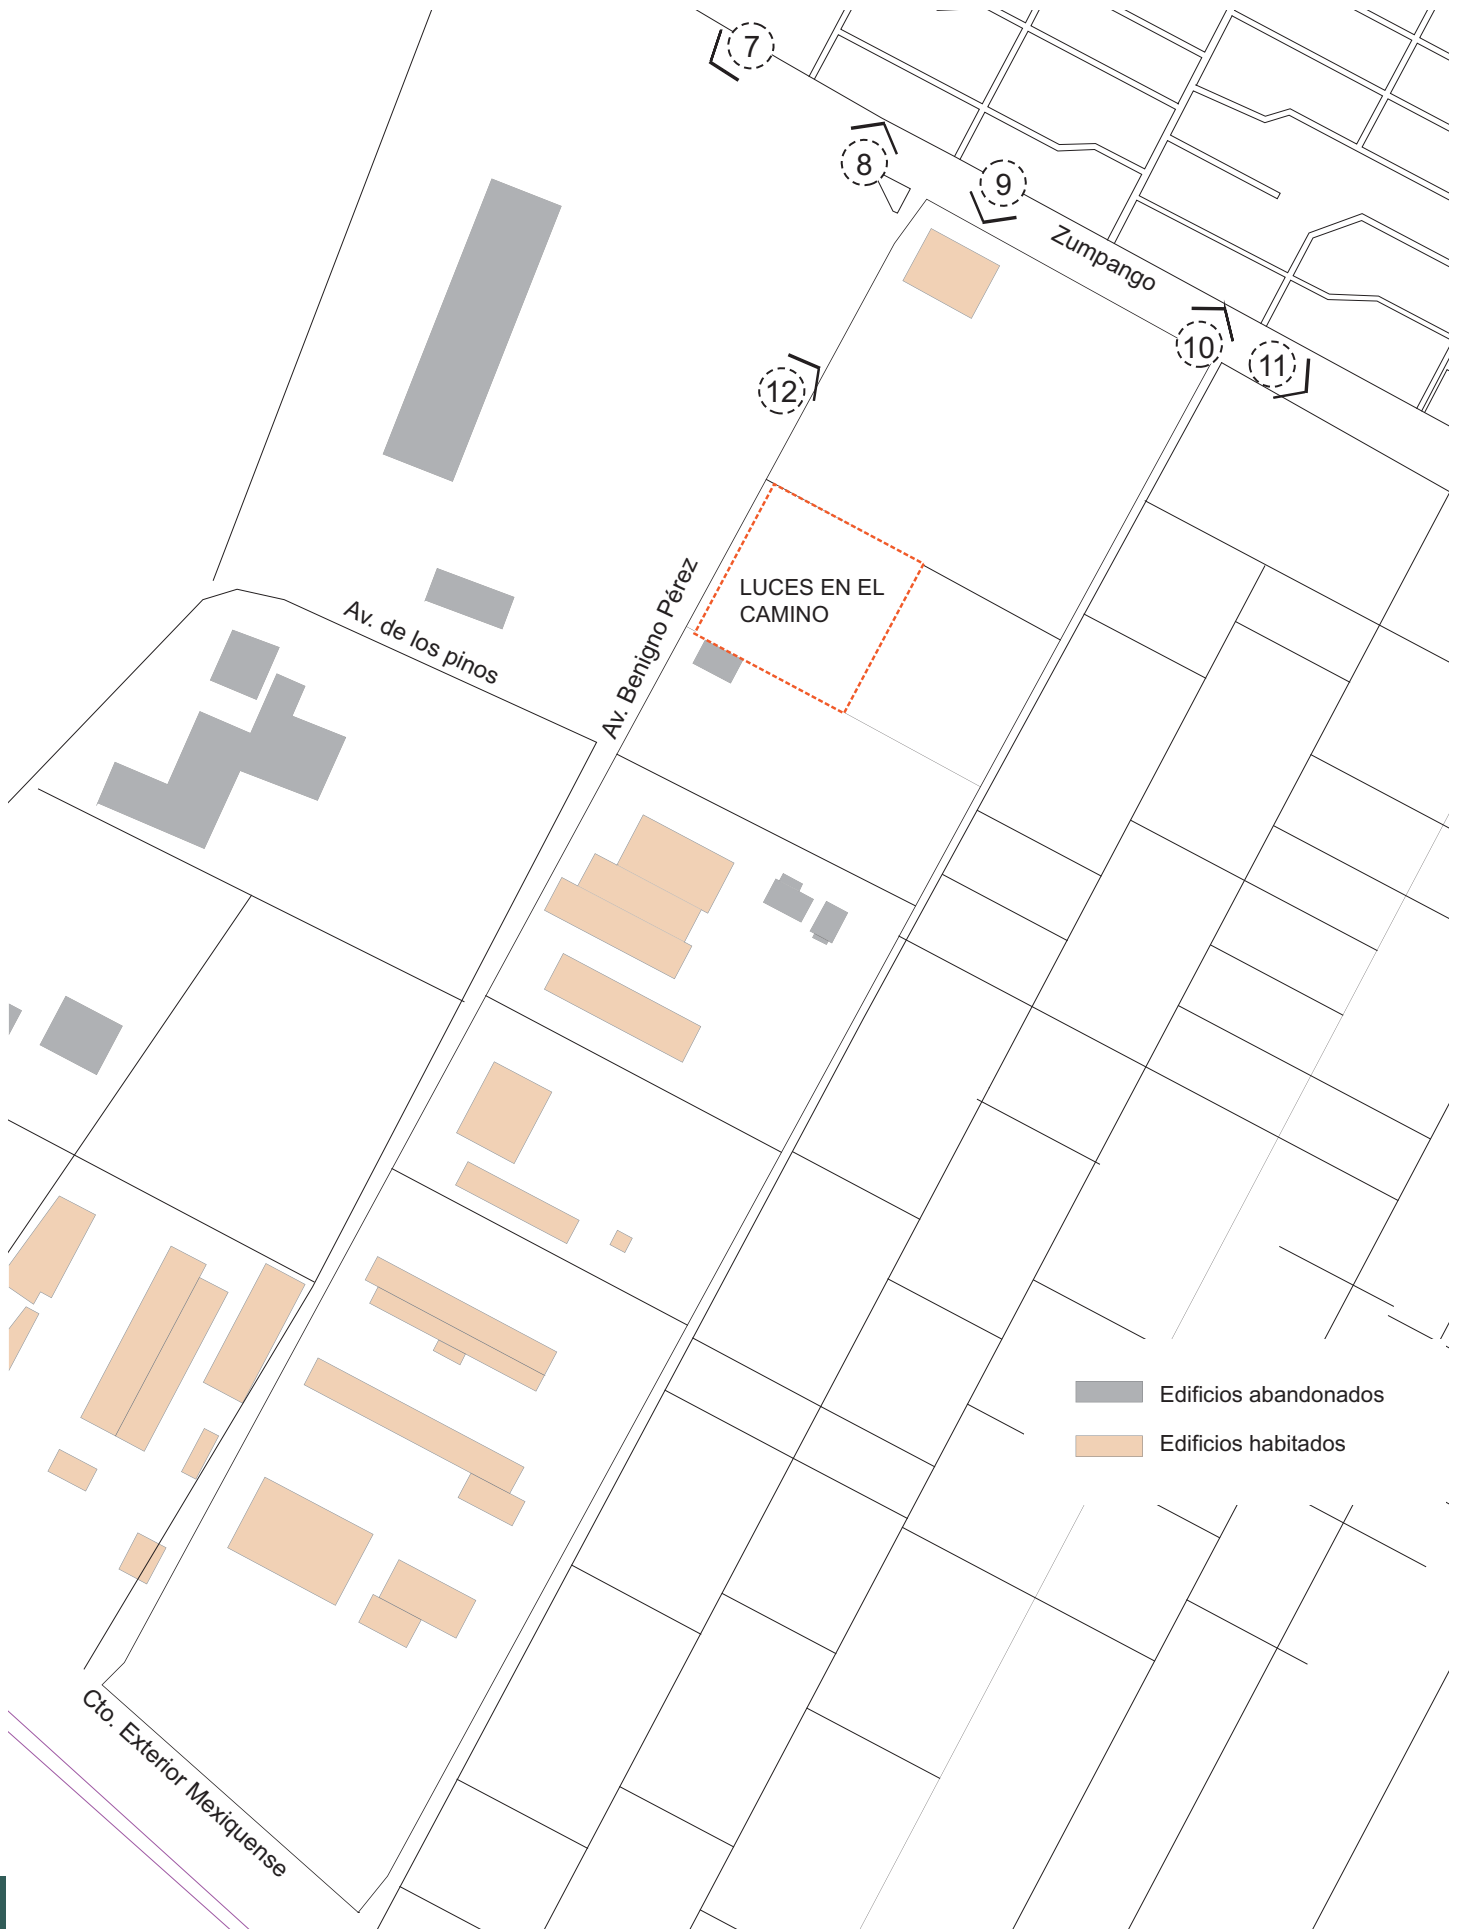 7
8
9
Zumpango
10
11
12
LUCES EN EL
CAMINO
Av. Benigno Pérez
Av. de los pinos
Edificios abandonados
Edificios habitados
Cto. Exterior Mexiquense